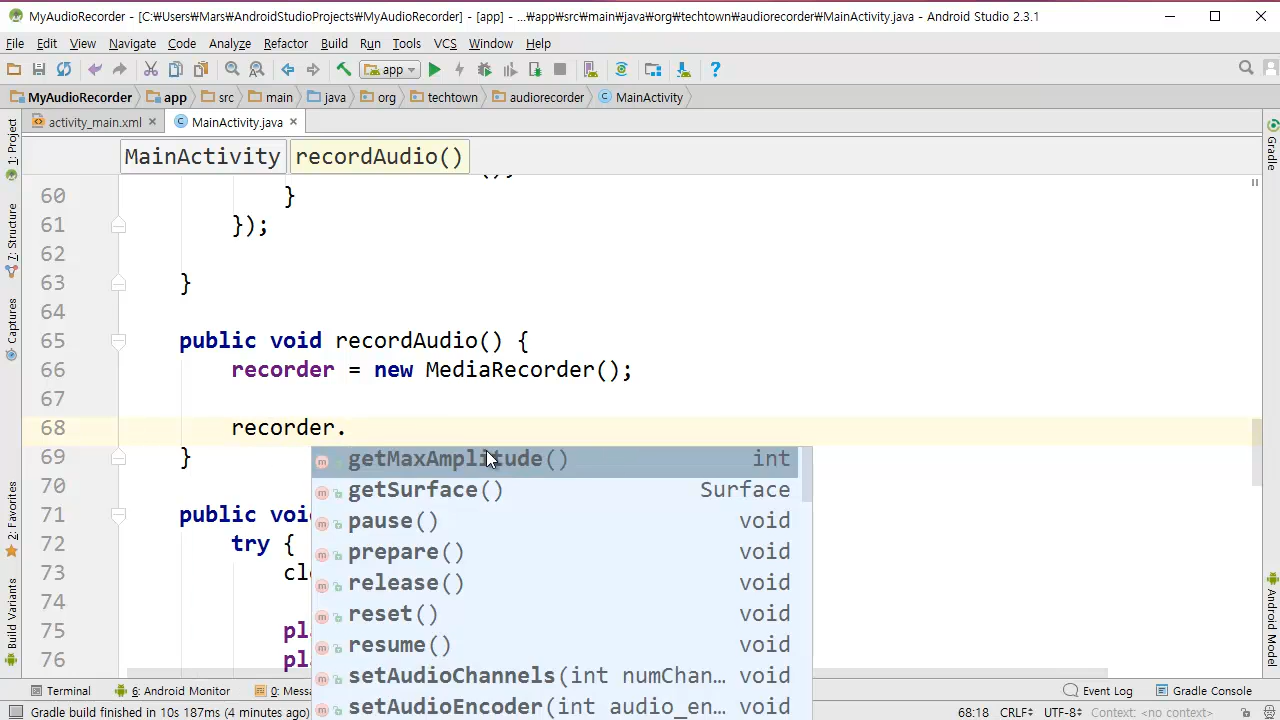 MainActivity.java - MyAudioRecorder - [C:₩Users₩Mars₩AndroidStudioProjects₩MyAudioRecorder] - [app] - ...₩app₩src₩main₩java₩org₩techtown₩audiorecorder₩MainActivity.java - Android Studio 2.3.1
File Edit View Navigate Code Analyze Refactor Build Run Tools VCS Window Help
app
MyAudioRecorder app src main java org techtown audiorecorder MainActivity
activity_main.xml MainActivity.java
MainActivity recordAudio()
1: Project
7: Structure
Captures
2: Favorites
Build Variants
Gradle
Android Model
60 }
61 });
62
63 }
64
65 public void recordAudio() {
66 recorder = new MediaRecorder();
67
68 recorder.
69 }
getMaxAmplitude() int
70
getSurface() Surface
71 public voi
pause() void
72 try {
prepare() void
73 clo
release() void
74
reset() void
75 pl
resume() void
76 pl
setAudioChannels(int numChan...
setAudioEncoder(int audio_en...
Terminal 6: Android Monitor 0: Mess Event Log Gradle Console
Gradle build finished in 10s 187ms (4 minutes ago) 68:18 CRLF UTF-8 Context: <no context>